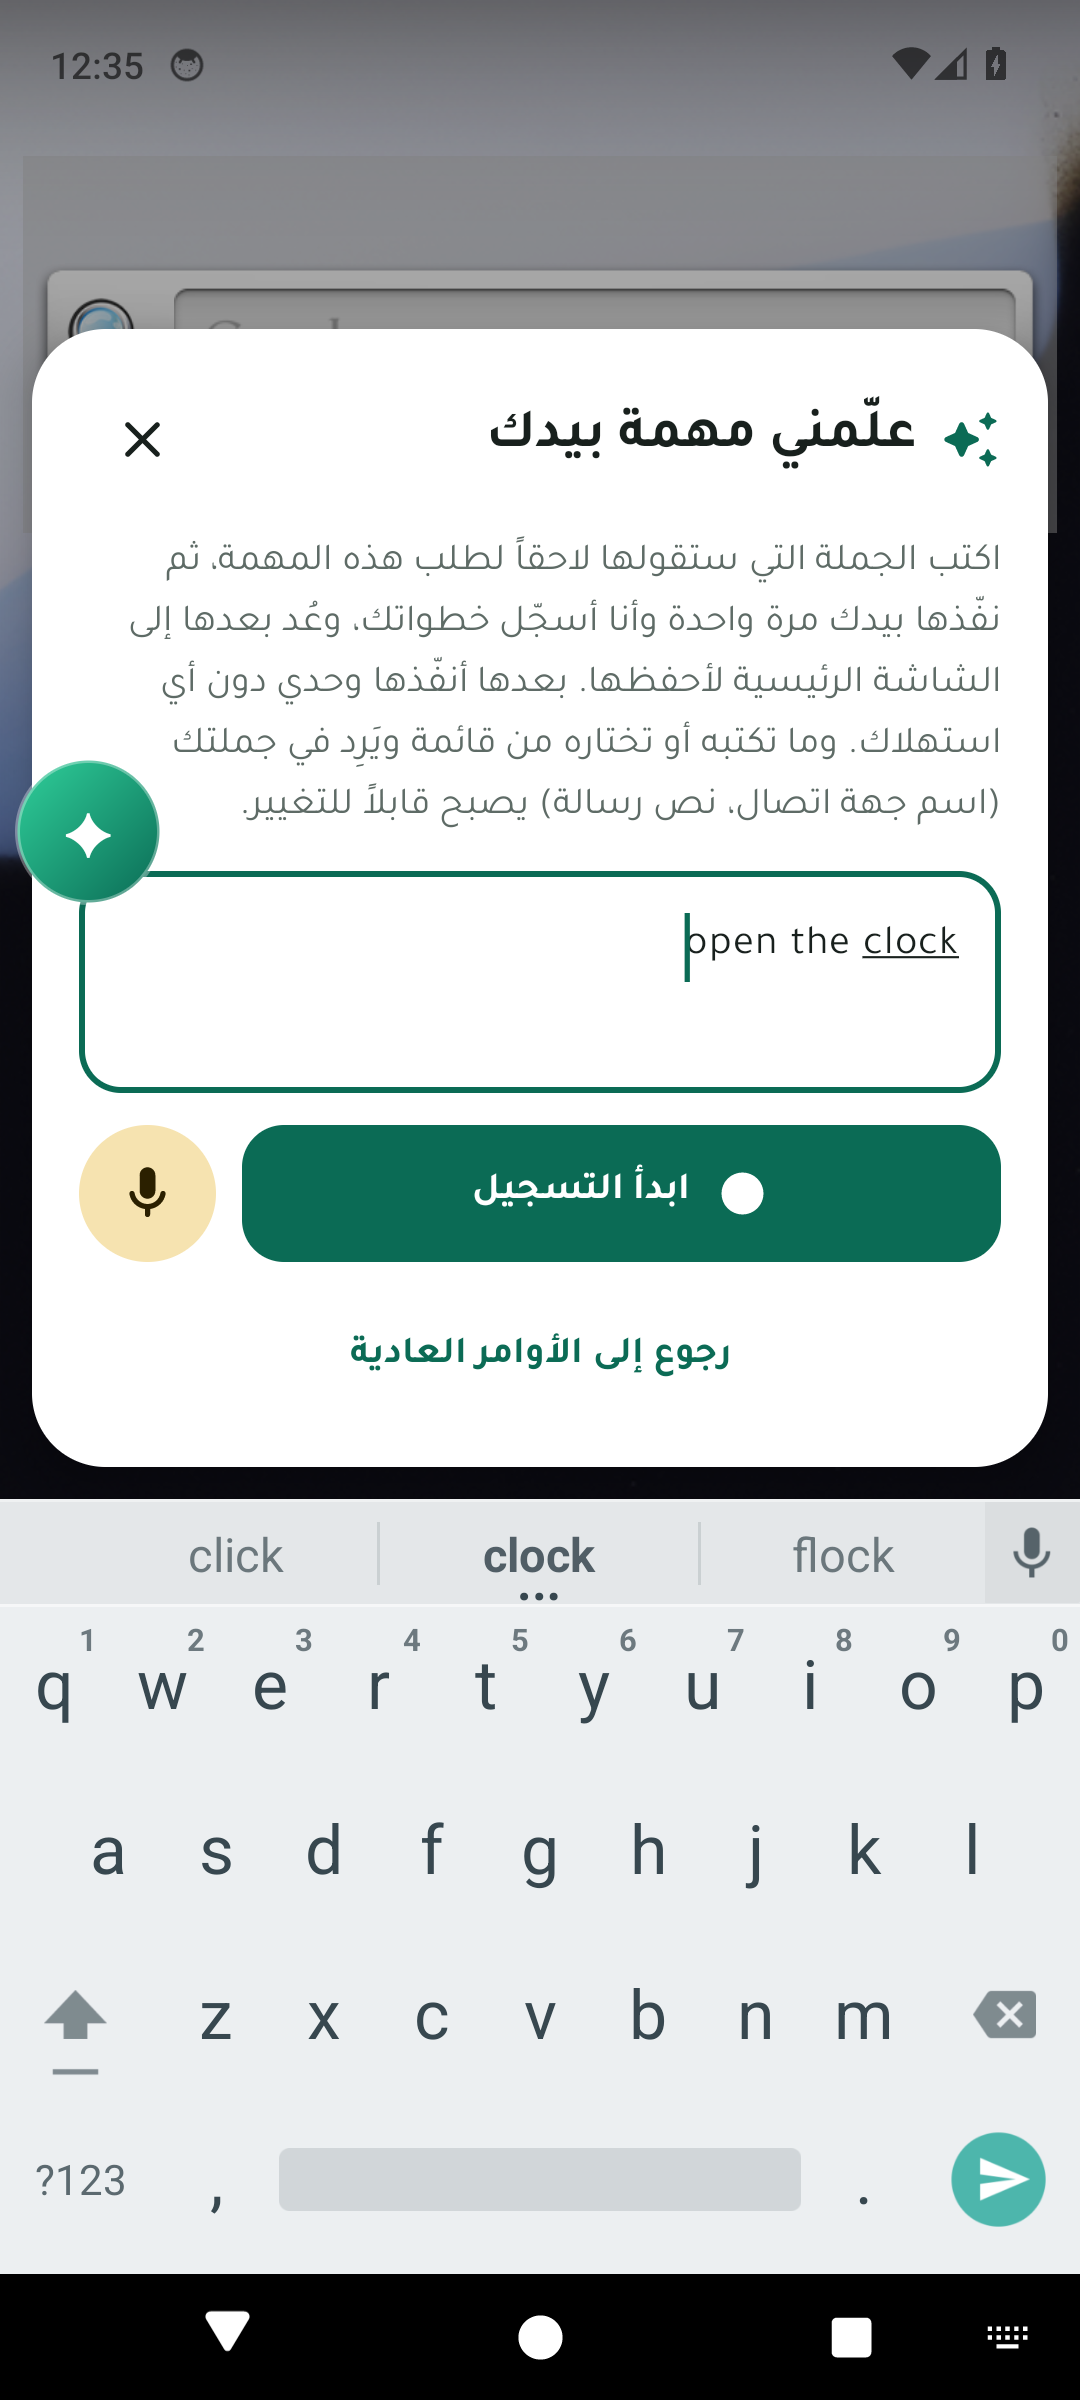 12:35
علّمني مهمة بيدك
اكتب الجملة التي ستقولها لاحقاً لطلب هذه المهمة، ثم
نفّذها بيدك مرة واحدة وأنا أسجّل خطواتك، وعُد بعدها إلى
الشاشة الرئيسية لأحفظها. بعدها أنفّذها وحدي دون أي
استهلاك. وما تكتبه أو تختاره من قائمة ويَرِد في جملتك
(اسم جهة اتصال، نص رسالة) يصبح قابلاً للتغيير.
open the clock
ابدأ التسجيل
رجوع إلى الأوامر العادية
click clock flock
1 2 3 4 5 6 7 8 9 0
q w e r t y u i o p
a s d f g h j k l
z x c v b n m
?123 , .